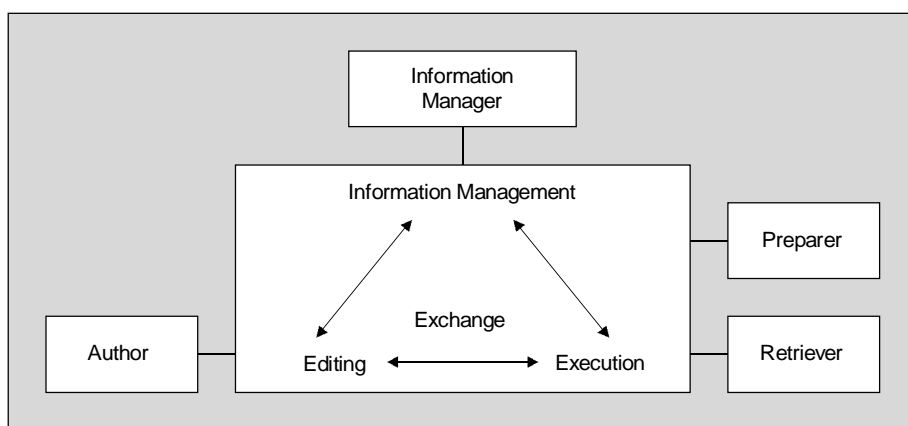 Information
Manager
Information Management
Preparer
Exchange
Author
Editing
Execution
Retriever